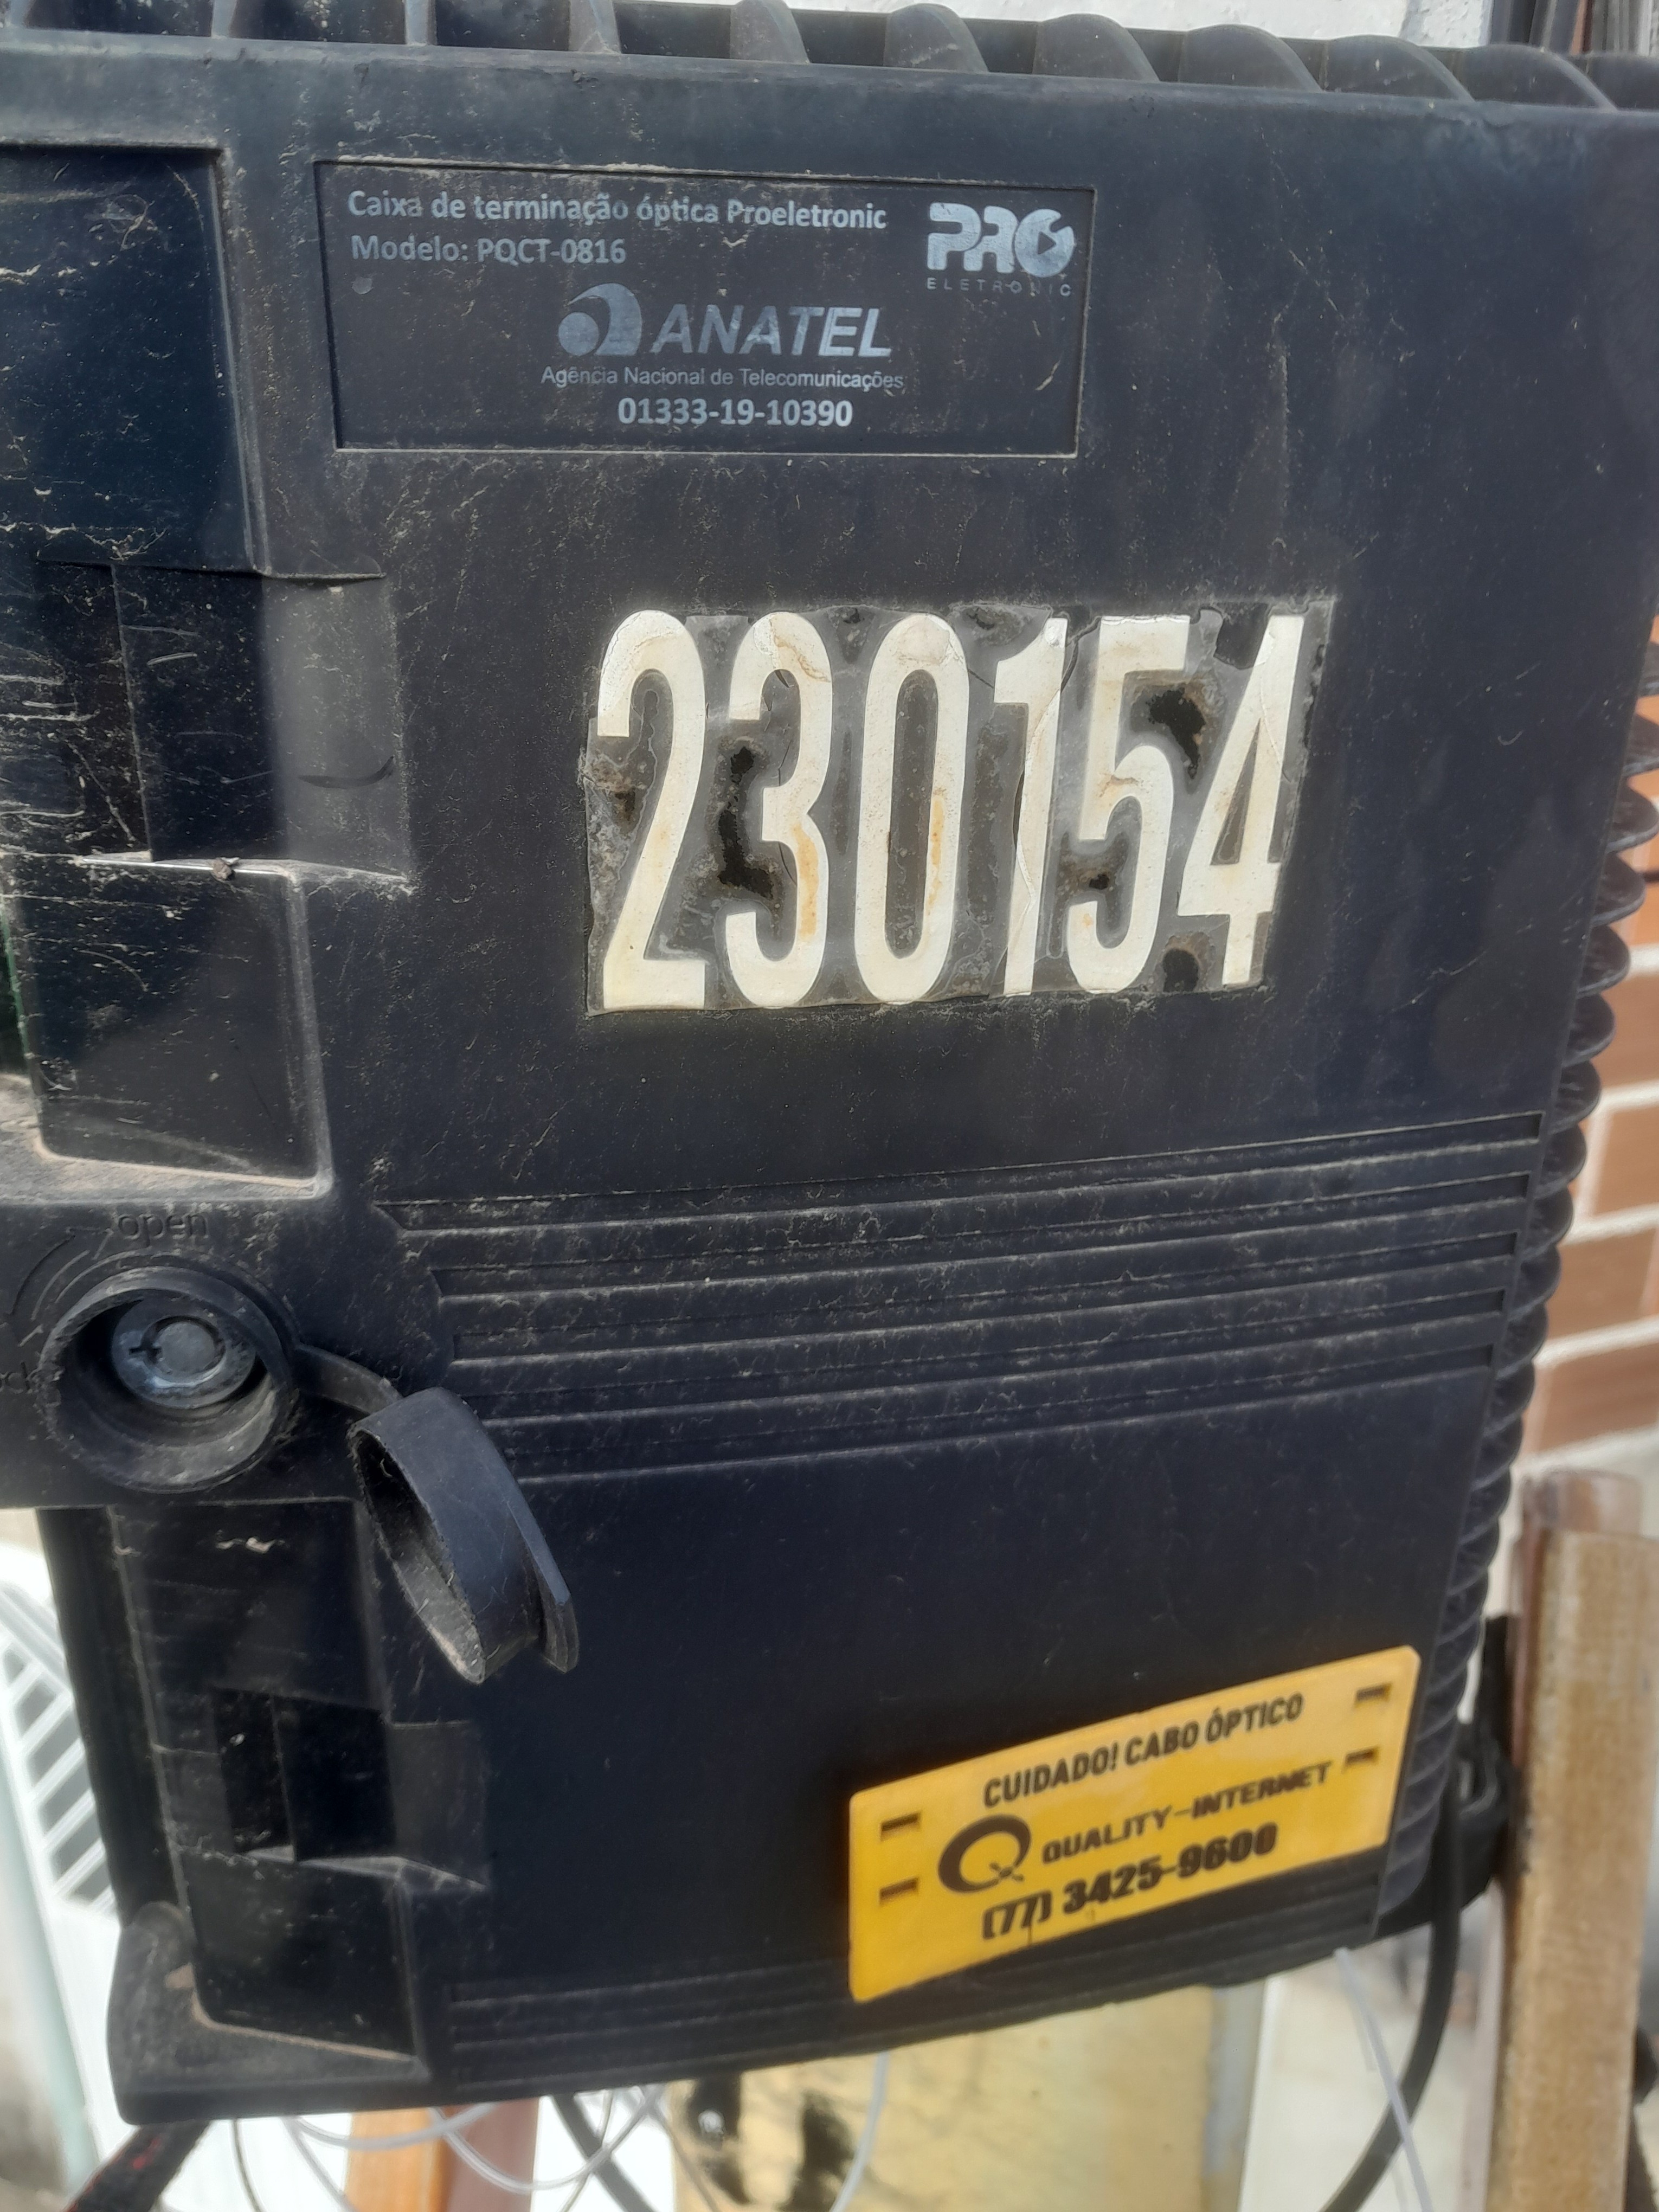 Caixa de terminação óptica Proeletronic
Modelo: PQCT-0816
PRO
ELETRONIC
ANATEL
Agência Nacional de Telecomunicações
01333-19-10390
230154
open
CUIDADO! CABO ÓPTICO
QUALITY-INTERNET
(77) 3425-9600